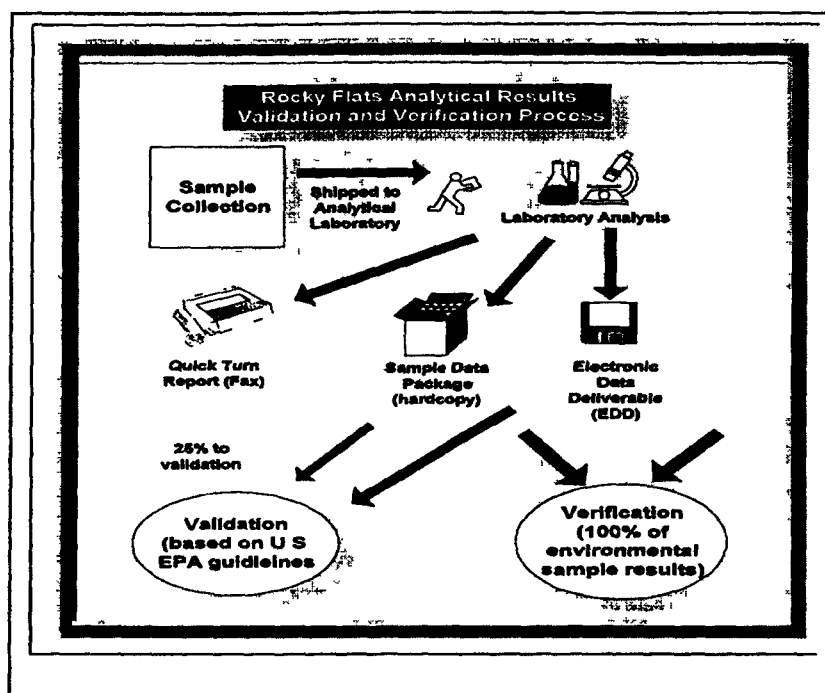 Rocky Flats Analytical Results
Validation and Verification Process
Sample
Collection
Shipped to
Analytical
Laboratory
Laboratory Analysis
Quick Turn
Report (Fax)
Sample Data
Package
(hardcopy)
Electronic
Data
Deliverable
(EDD)
25% to
validation
Validation
(based on U S
EPA guidleines
Verification
(100% of
environmental
sample results)